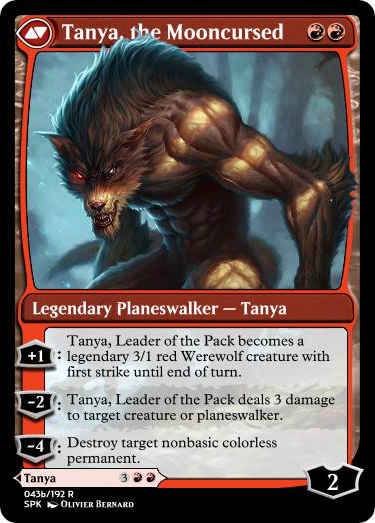 Tanya, the Mooncursed
Legendary Planeswalker — Tanya
+1: Tanya, Leader of the Pack becomes a
legendary 3/1 red Werewolf creature with
first strike until end of turn.
-2: Tanya, Leader of the Pack deals 3 damage
to target creature or planeswalker.
-4: Destroy target nonbasic colorless
permanent.
Tanya 3
2
043b/192 R
SPK Olivier Bernard